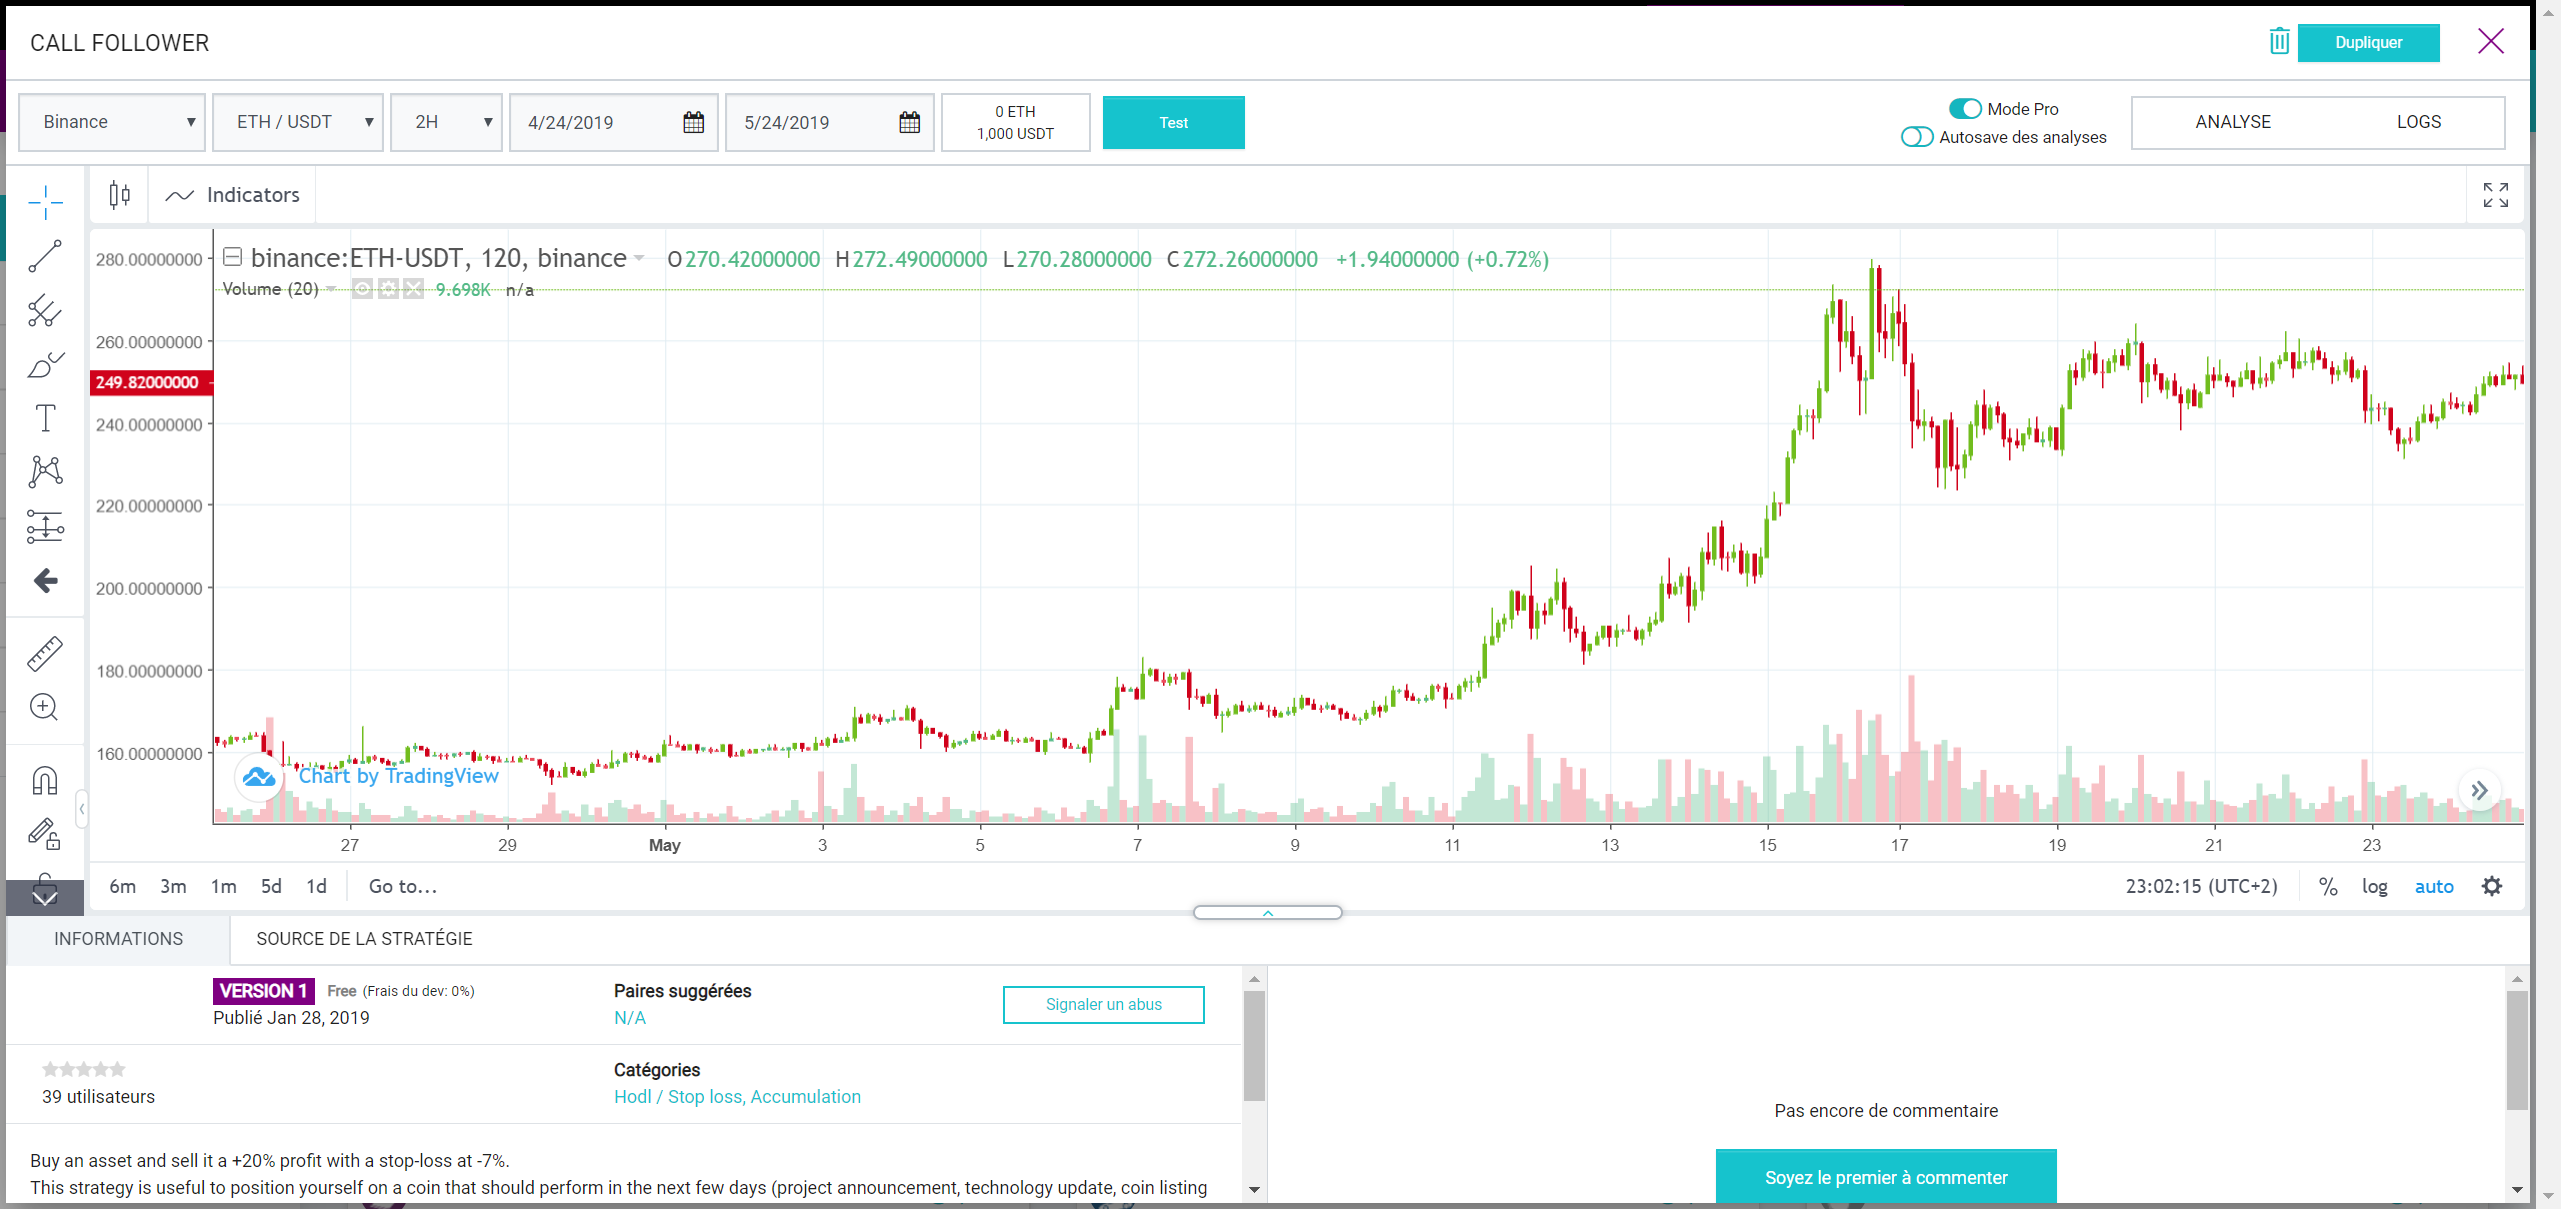 CALL FOLLOWER
Dupliquer
Binance
ETH / USDT
2H
4/24/2019
5/24/2019
0 ETH
1,000 USDT
Test
Mode Pro
Autosave des analyses
ANALYSE
LOGS
Indicators
binance:ETH-USDT, 120, binance
O270.42000000 H272.49000000 L270.28000000 C272.26000000 +1.94000000 (+0.72%)
Volume (20)
9.698K n/a
280.00000000
260.00000000
249.82000000
240.00000000
220.00000000
200.00000000
180.00000000
160.00000000
Chart by TradingView
27 29 May 3 5 7 9 11 13 15 17 19 21 23
6m 3m 1m 5d 1d Go to...
23:02:15 (UTC+2) % log auto
INFORMATIONS
SOURCE DE LA STRATÉGIE
VERSION 1 Free (Frais du dev: 0%)
Publié Jan 28, 2019
Paires suggérées
N/A
Signaler un abus
39 utilisateurs
Catégories
Hodl / Stop loss, Accumulation
Buy an asset and sell it a +20% profit with a stop-loss at -7%.
This strategy is useful to position yourself on a coin that should perform in the next few days (project announcement, technology update, coin listing
Pas encore de commentaire
Soyez le premier à commenter